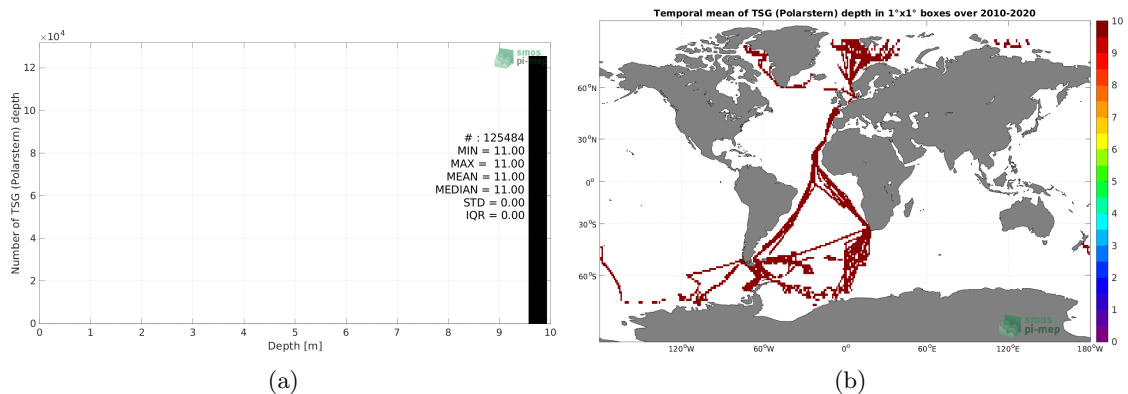 ×10⁴
12
10
8
6
4
2
0
Number of TSG (Polarstern) depth
smos
pi-mep
# : 125484
MIN = 11.00
MAX = 11.00
MEAN = 11.00
MEDIAN = 11.00
STD = 0.00
IQR = 0.00
0 1 2 3 4 5 6 7 8 9 10
Depth [m]
(a)
Temporal mean of TSG (Polarstern) depth in 1°x1° boxes over 2010-2020
60°N
30°N
0°
30°S
60°S
120°W 60°W 0° 60°E 120°E 180°W
smos
pi-mep
10
9
8
7
6
5
4
3
2
1
0
(b)